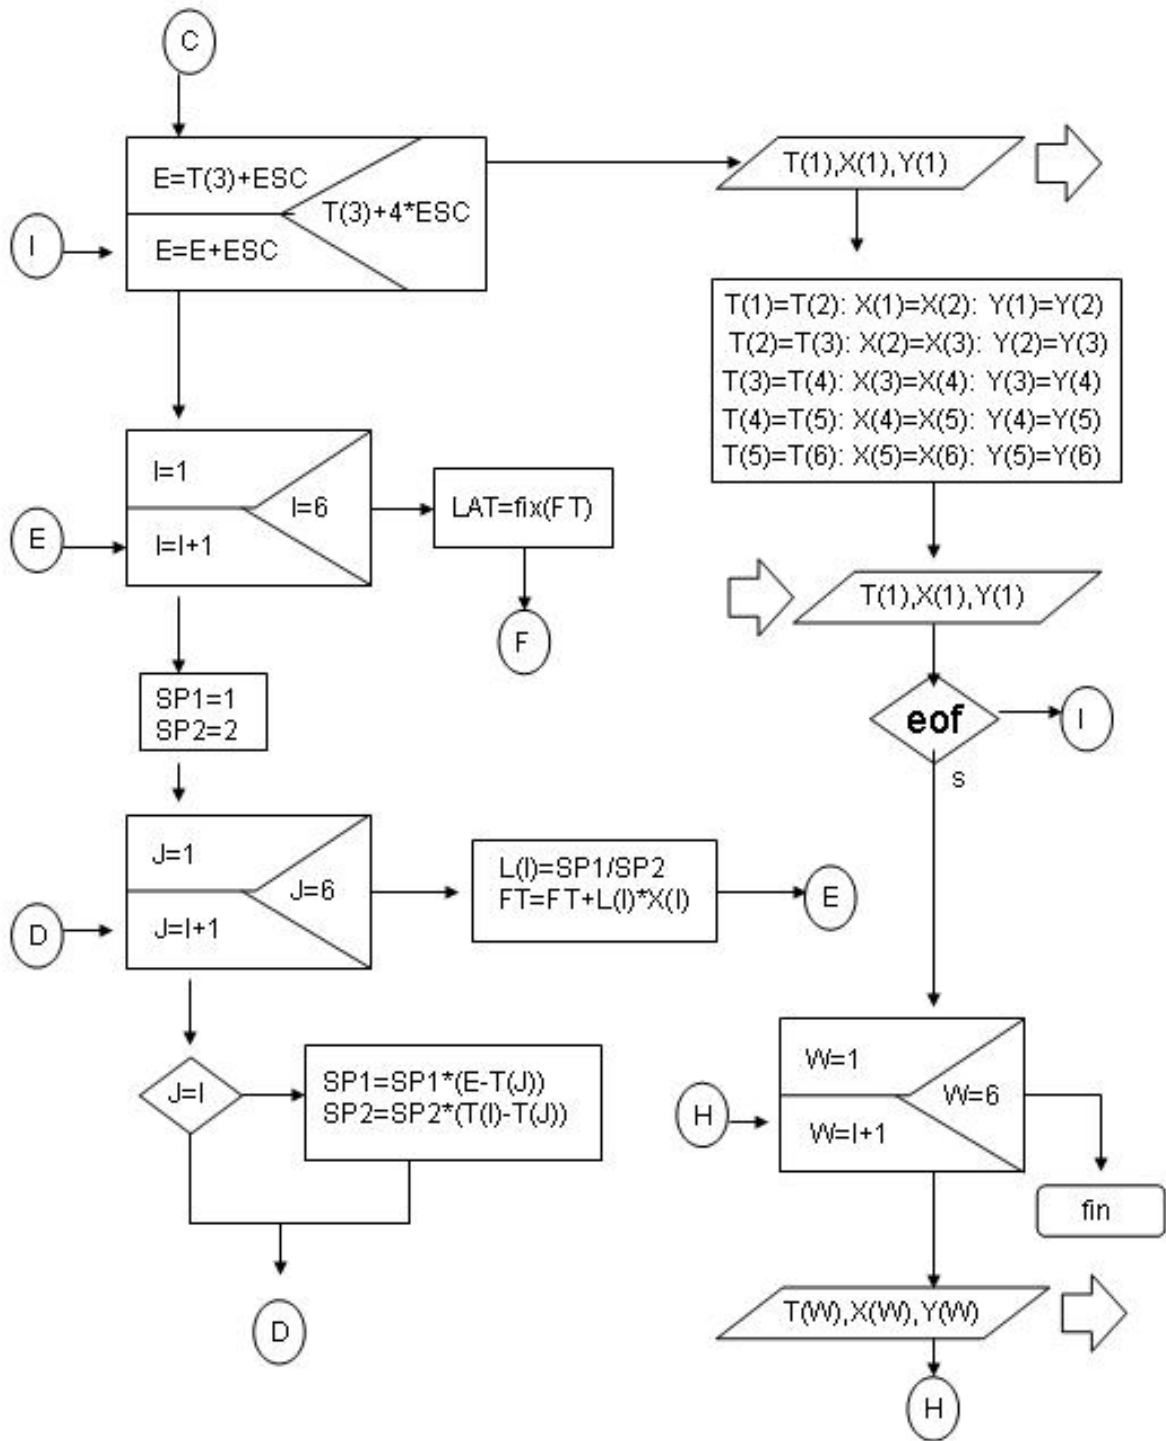 C
E=T(3)+ESC
T(3)+4*ESC
I
E=E+ESC
I=1
I=6
E
I=I+1
LAT=fix(FT)
F
SP1=1
SP2=2
J=1
J=6
D
J=I+1
L(I)=SP1/SP2
FT=FT+L(I)*X(I)
E
J=I
SP1=SP1*(E-T(J))
SP2=SP2*(T(I)-T(J))
D
T(1),X(1),Y(1)
T(1)=T(2): X(1)=X(2): Y(1)=Y(2)
T(2)=T(3): X(2)=X(3): Y(2)=Y(3)
T(3)=T(4): X(3)=X(4): Y(3)=Y(4)
T(4)=T(5): X(4)=X(5): Y(4)=Y(5)
T(5)=T(6): X(5)=X(6): Y(5)=Y(6)
T(1),X(1),Y(1)
eof
I
s
W=1
W=6
H
W=I+1
fin
T(W),X(W),Y(W)
H